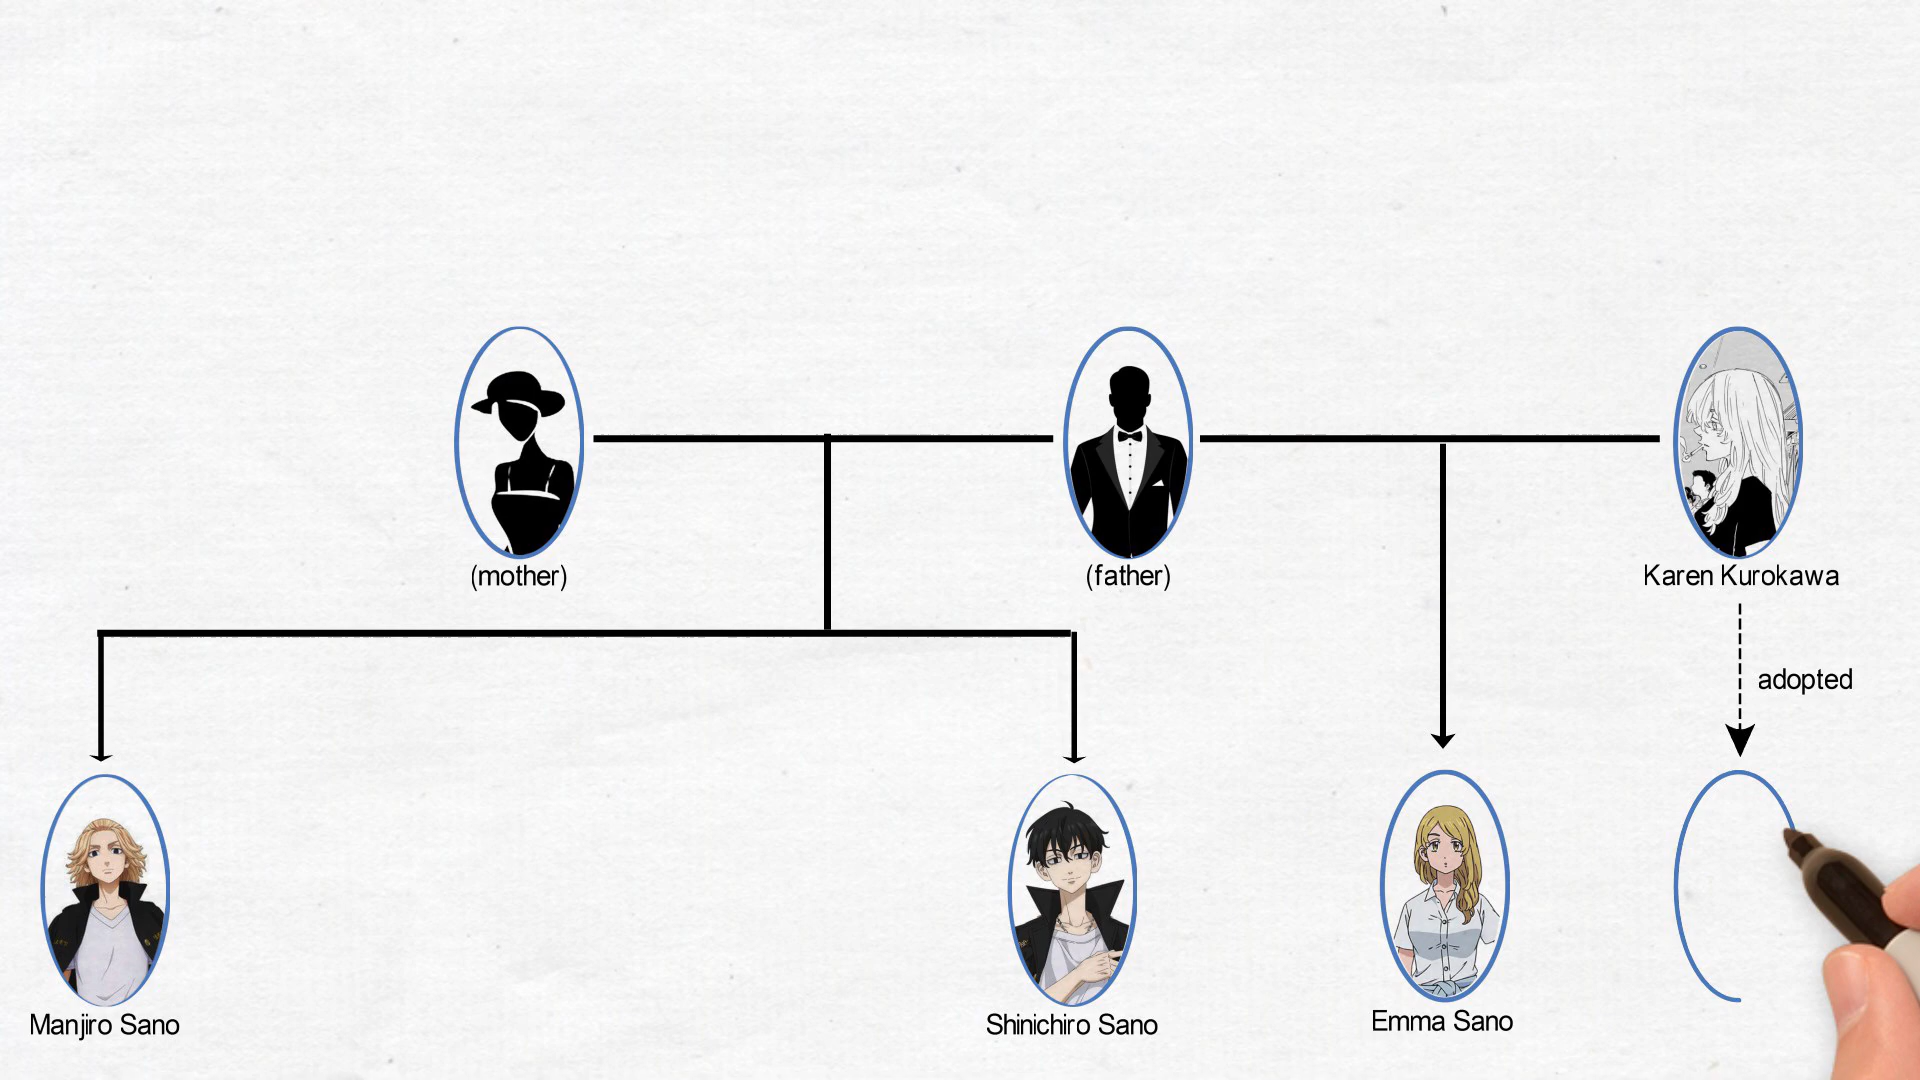 (mother)
(father)
Karen Kurokawa
adopted
Manjiro Sano
Shinichiro Sano
Emma Sano